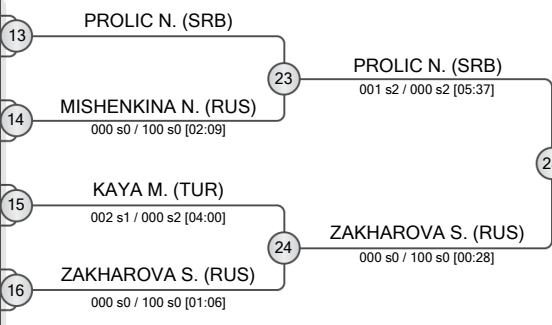 13
PROLIC N. (SRB)
23
PROLIC N. (SRB)
001 s2 / 000 s2 [05:37]
14
MISHENKINA N. (RUS)
000 s0 / 100 s0 [02:09]
15
KAYA M. (TUR)
002 s1 / 000 s2 [04:00]
24
ZAKHAROVA S. (RUS)
000 s0 / 100 s0 [00:28]
16
ZAKHAROVA S. (RUS)
000 s0 / 100 s0 [01:06]